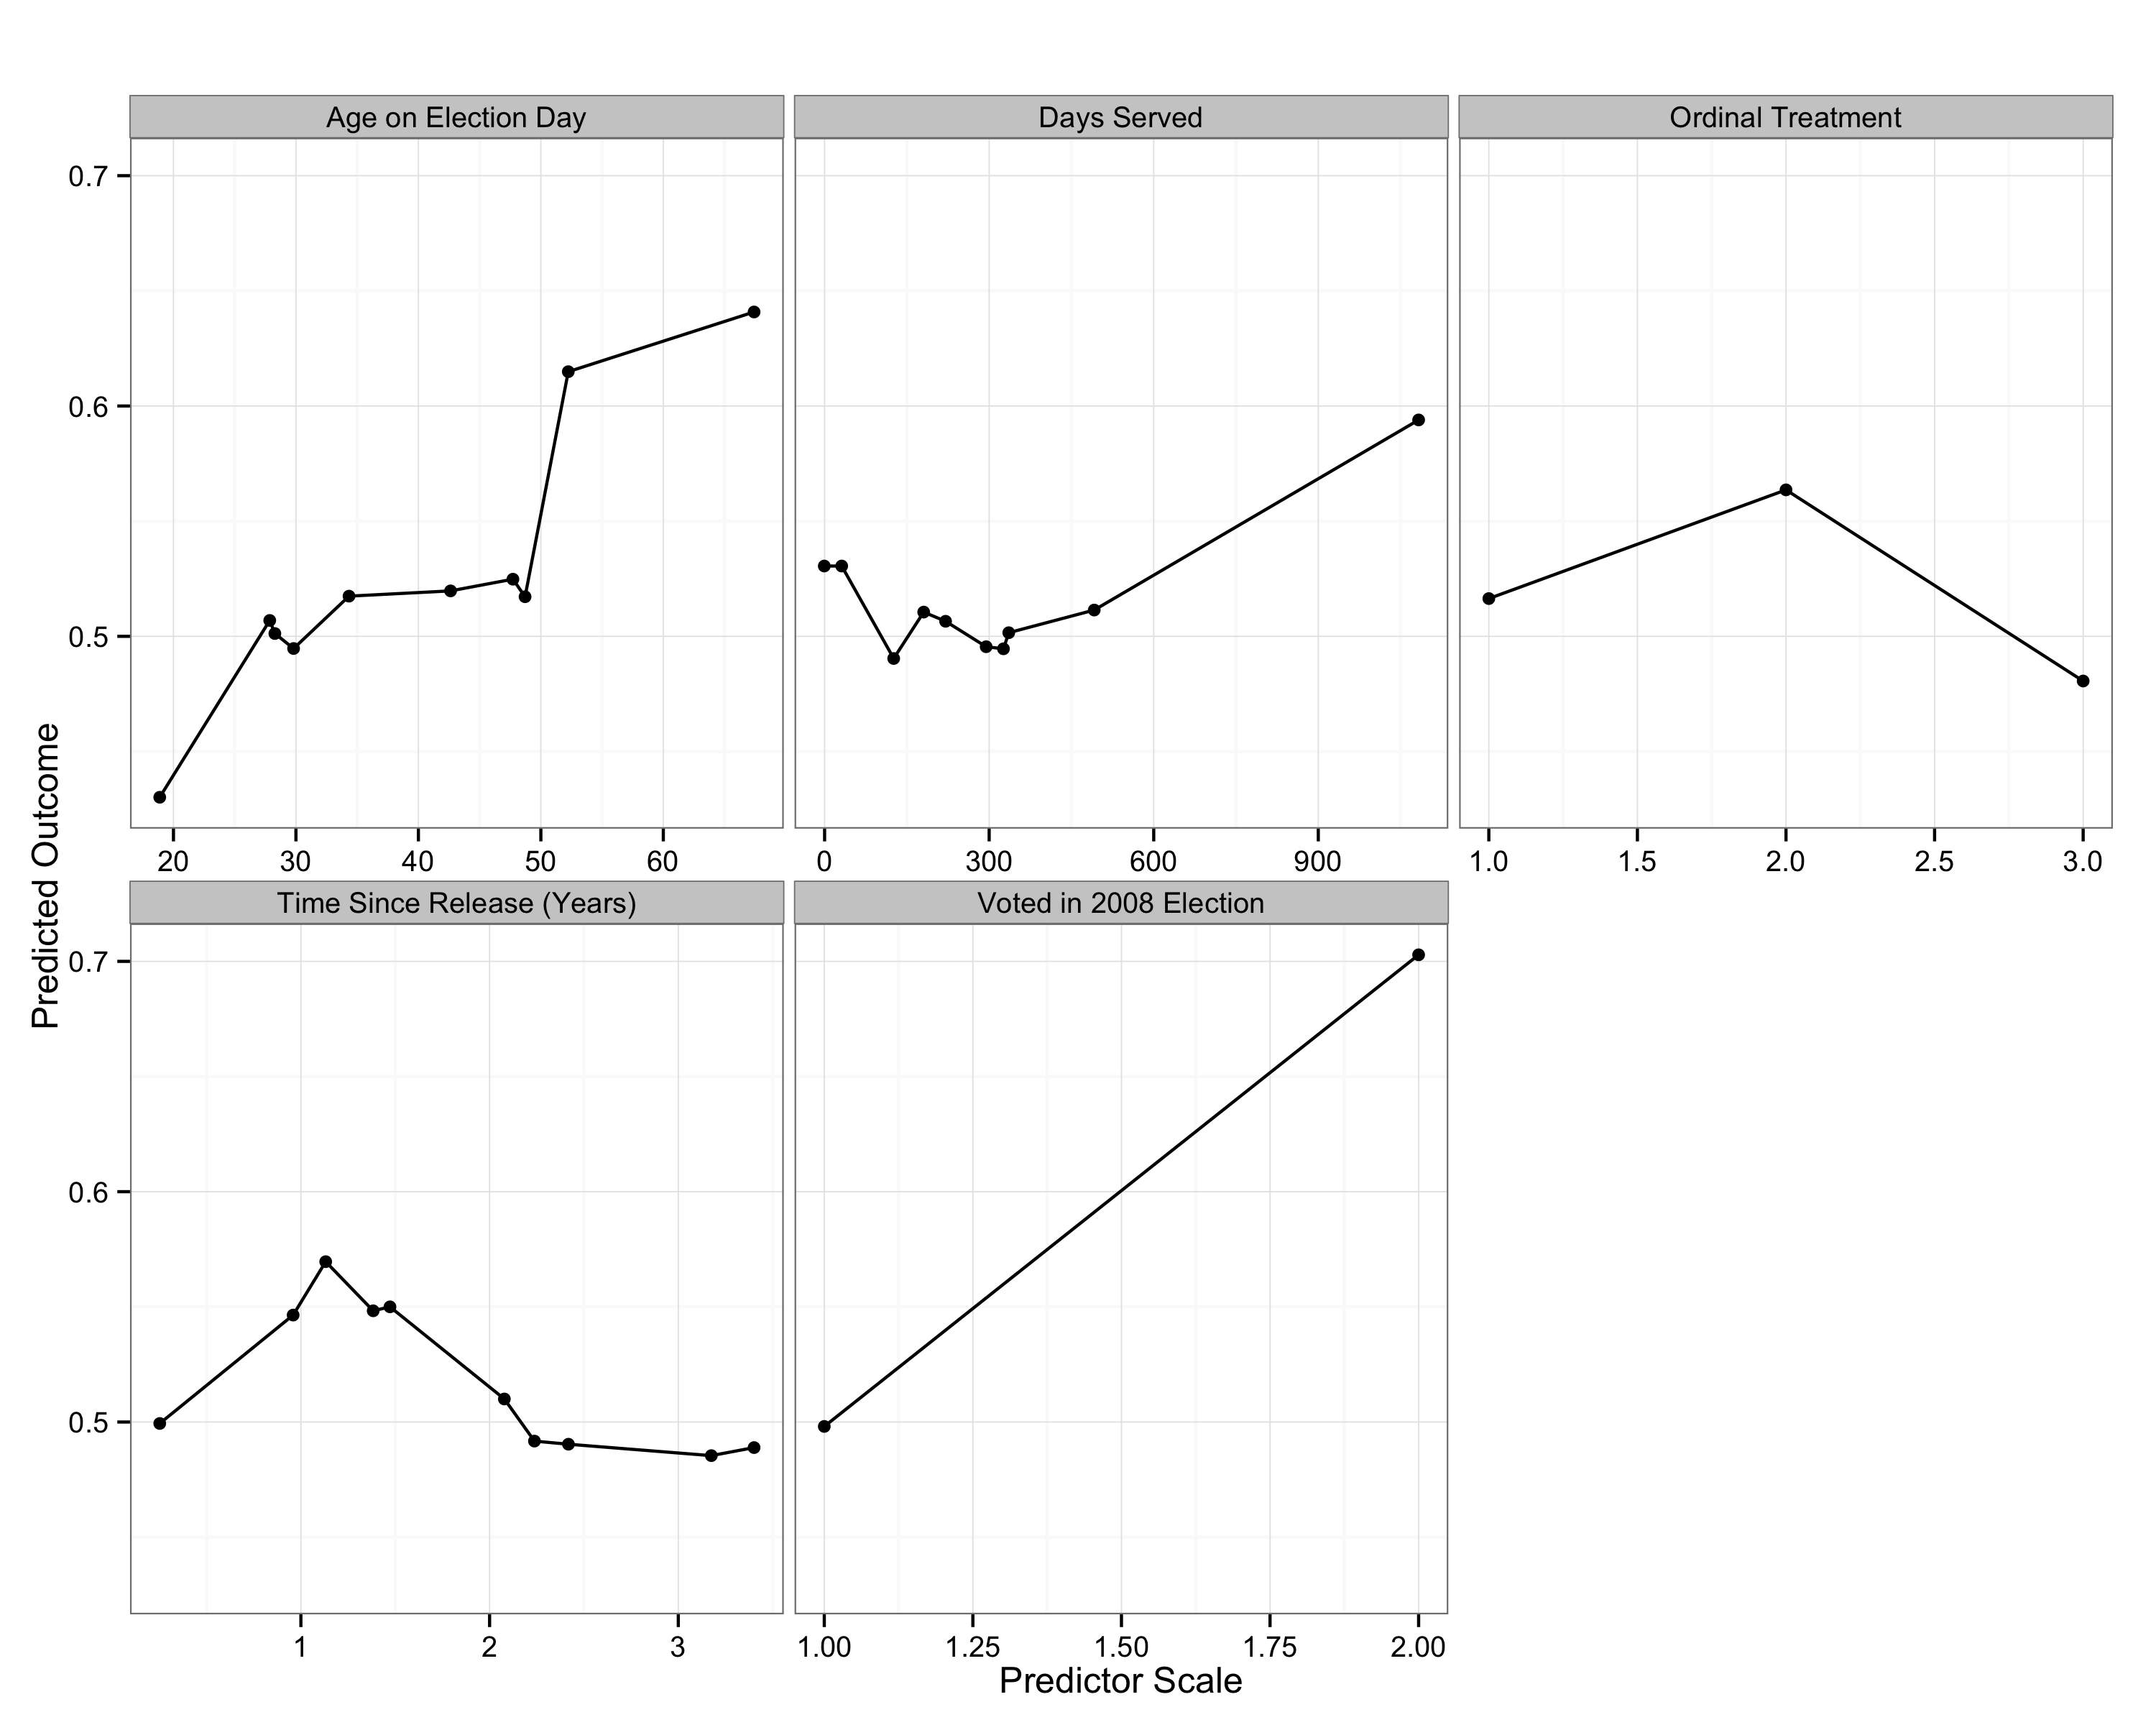 Age on Election Day
Days Served
Ordinal Treatment
0.7
0.6
0.5
20 30 40 50 60
0 300 600 900
1.0 1.5 2.0 2.5 3.0
Predicted Outcome
Time Since Release (Years)
Voted in 2008 Election
0.7
0.6
0.5
1 2 3
1.00 1.25 1.50 1.75 2.00
Predictor Scale